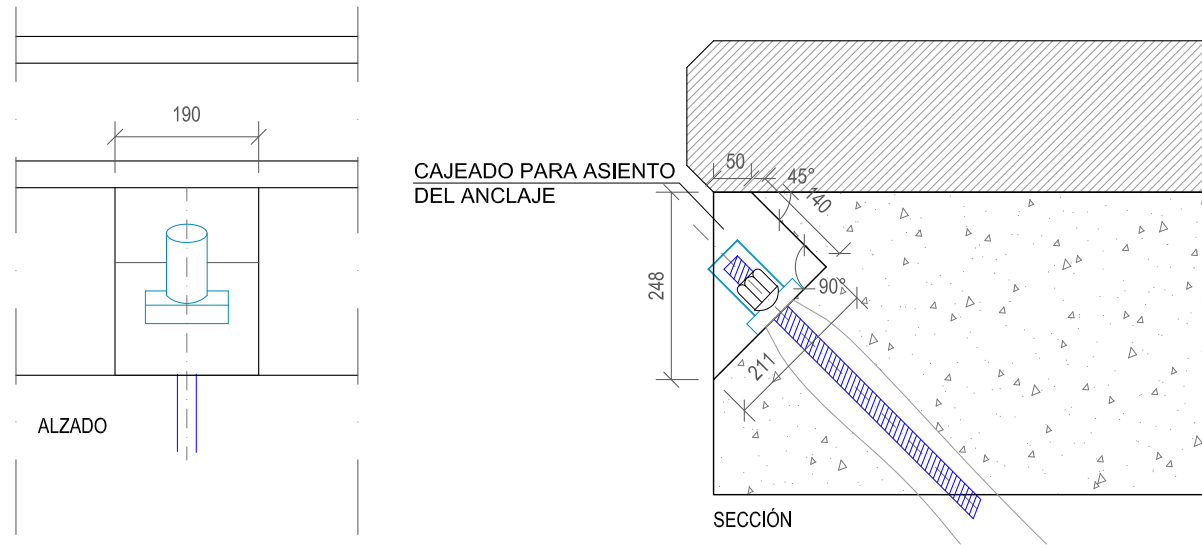 190
ALZADO
CAJEADO PARA ASIENTO
DEL ANCLAJE
50
45°
140
248
90°
211
SECCIÓN